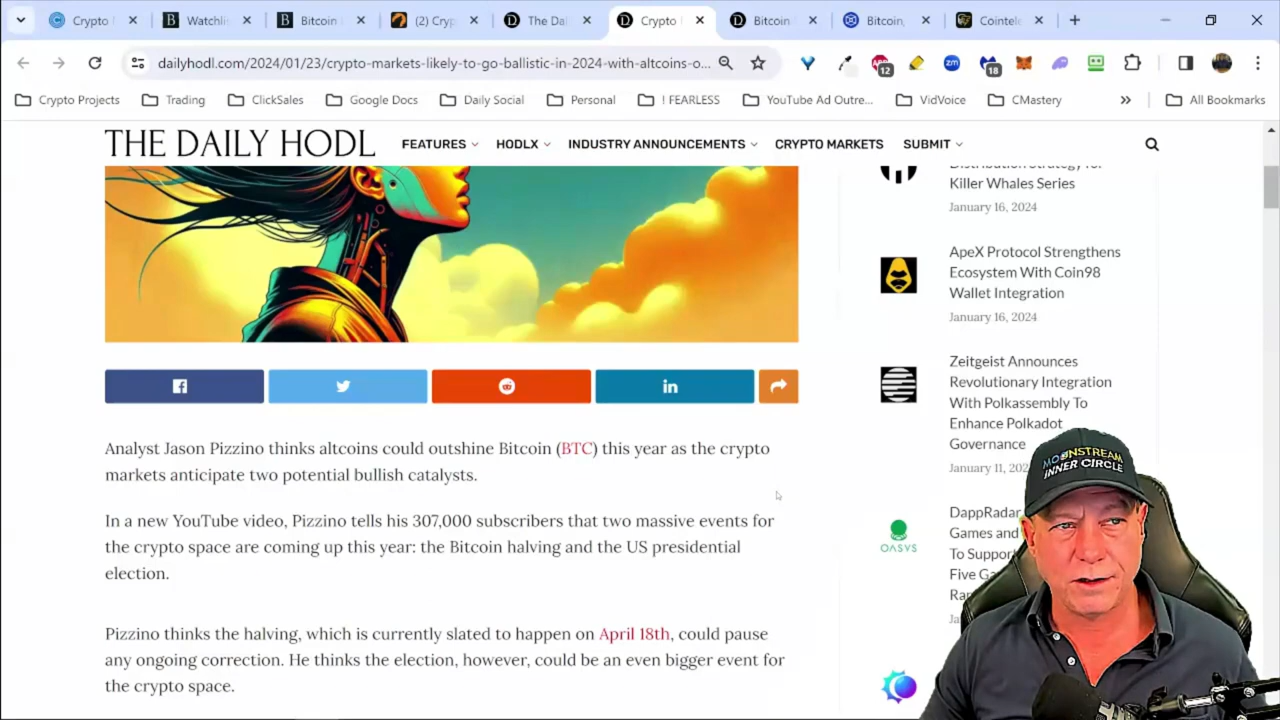 Crypto
Watchlis
Bitcoin
(2) Cryp
The Dai
Crypto
Bitcoin
Bitcoin,
Cointele
dailyhodl.com/2024/01/23/crypto-markets-likely-to-go-ballistic-in-2024-with-altcoins-o...
12
zm
18
Crypto Projects
Trading
ClickSales
Google Docs
Daily Social
Personal
! FEARLESS
YouTube Ad Outre...
VidVoice
CMastery
»
All Bookmarks
THE DAILY HODL
FEATURES
HODLX
INDUSTRY ANNOUNCEMENTS
CRYPTO MARKETS
SUBMIT
Analyst Jason Pizzino thinks altcoins could outshine Bitcoin (BTC) this year as the crypto
markets anticipate two potential bullish catalysts.
In a new YouTube video, Pizzino tells his 307,000 subscribers that two massive events for
the crypto space are coming up this year: the Bitcoin halving and the US presidential
election.
Pizzino thinks the halving, which is currently slated to happen on April 18th, could pause
any ongoing correction. He thinks the election, however, could be an even bigger event for
the crypto space.
Distribution Strategy for
Killer Whales Series
January 16, 2024
ApeX Protocol Strengthens
Ecosystem With Coin98
Wallet Integration
January 16, 2024
Zeitgeist Announces
Revolutionary Integration
With Polkassembly To
Enhance Polkadot
Governance
January 11, 202
OASYS
DappRadar
Games and
To Support
Five Ga
Ra
MOONSTREAM
INNER CIRCLE